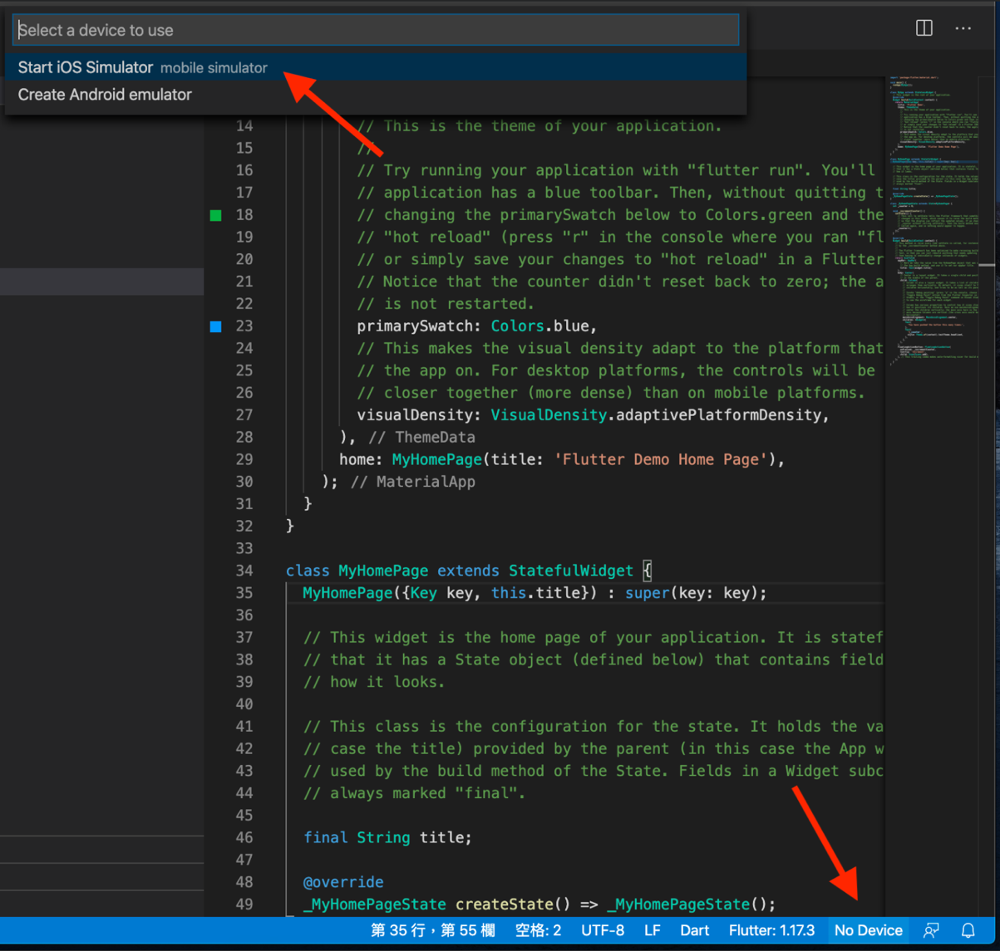 Select a device to use
Start iOS Simulator mobile simulator
Create Android emulator
14 // This is the theme of your application.
15 //
16 // Try running your application with "flutter run". You'll
17 // application has a blue toolbar. Then, without quitting t
18 // changing the primarySwatch below to Colors.green and the
19 // "hot reload" (press "r" in the console where you ran "fl
20 // or simply save your changes to "hot reload" in a Flutter
21 // Notice that the counter didn't reset back to zero; the a
22 // is not restarted.
23 primarySwatch: Colors.blue,
24 // This makes the visual density adapt to the platform that
25 // the app on. For desktop platforms, the controls will be
26 // closer together (more dense) than on mobile platforms.
27 visualDensity: VisualDensity.adaptivePlatformDensity,
28 ), // ThemeData
29 home: MyHomePage(title: 'Flutter Demo Home Page'),
30 ); // MaterialApp
31 }
32 }
33
34 class MyHomePage extends StatefulWidget {
35 MyHomePage({Key key, this.title}) : super(key: key);
36
37 // This widget is the home page of your application. It is statef
38 // that it has a State object (defined below) that contains field
39 // how it looks.
40
41 // This class is the configuration for the state. It holds the va
42 // case the title) provided by the parent (in this case the App w
43 // used by the build method of the State. Fields in a Widget subc
44 // always marked "final".
45
46 final String title;
47
48 @override
49 _MyHomePageState createState() => _MyHomePageState();
第 35 行，第 55 欄 空格: 2 UTF-8 LF Dart Flutter: 1.17.3 No Device